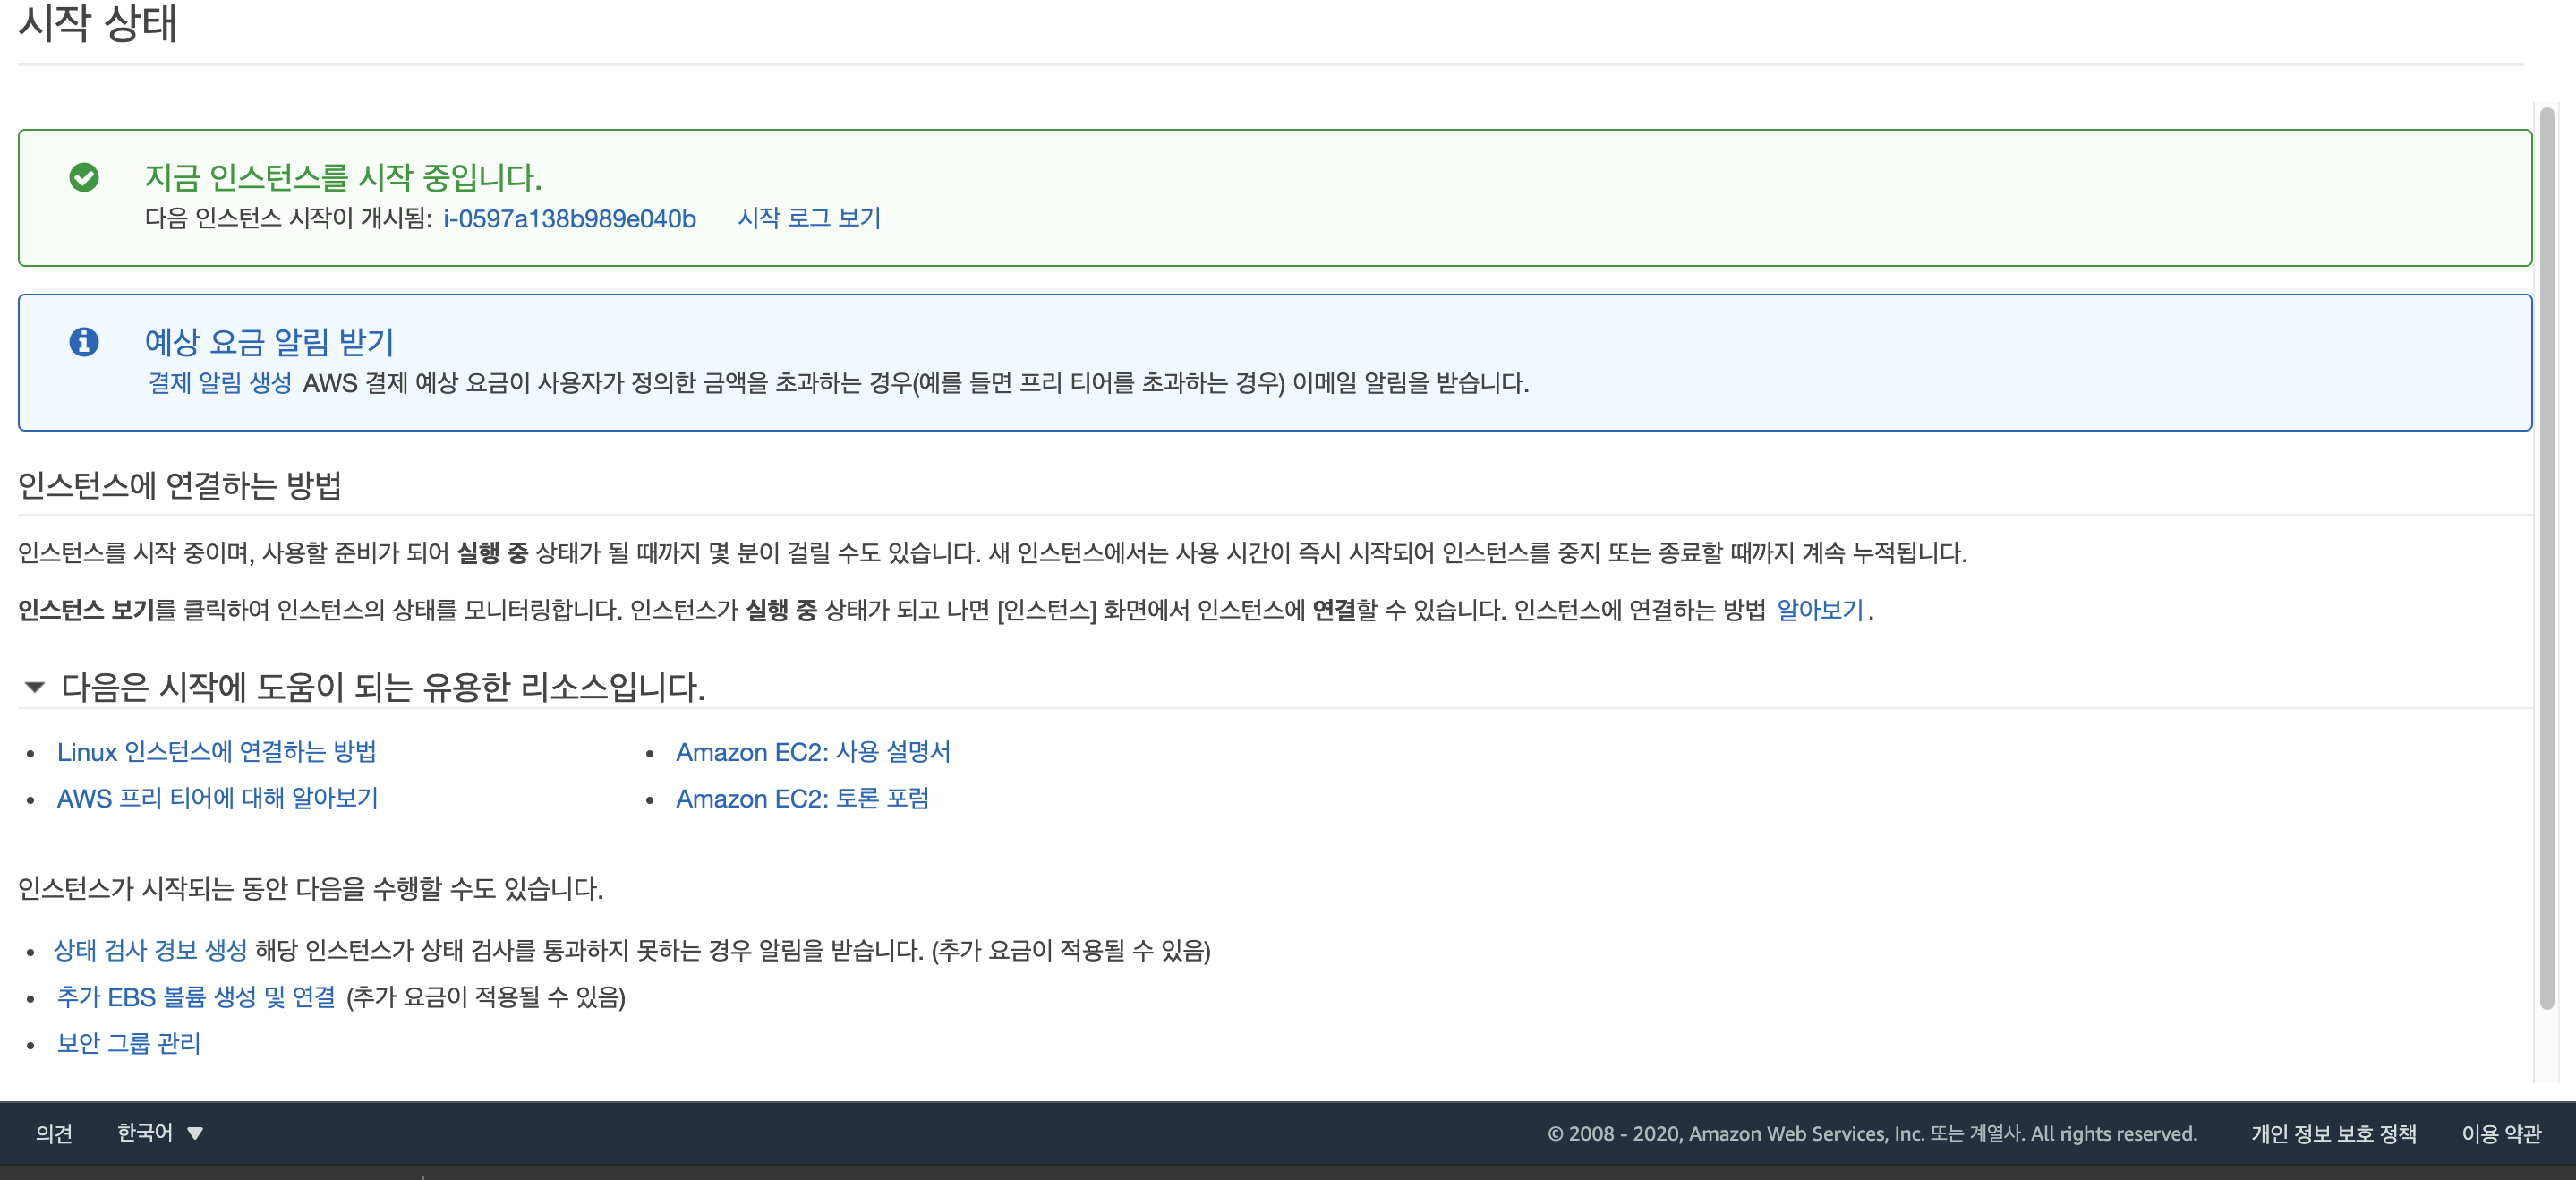 시작 상태
지금 인스턴스를 시작 중입니다.
다음 인스턴스 시작이 개시됨: i-0597a138b989e040b 시작 로그 보기
예상 요금 알림 받기
결제 알림 생성 AWS 결제 예상 요금이 사용자가 정의한 금액을 초과하는 경우(예를 들면 프리 티어를 초과하는 경우) 이메일 알림을 받습니다.
인스턴스에 연결하는 방법
인스턴스를 시작 중이며, 사용할 준비가 되어 실행 중 상태가 될 때까지 몇 분이 걸릴 수도 있습니다. 새 인스턴스에서는 사용 시간이 즉시 시작되어 인스턴스를 중지 또는 종료할 때까지 계속 누적됩니다.
인스턴스 보기를 클릭하여 인스턴스의 상태를 모니터링합니다. 인스턴스가 실행 중 상태가 되고 나면 [인스턴스] 화면에서 인스턴스에 연결할 수 있습니다. 인스턴스에 연결하는 방법 알아보기.
다음은 시작에 도움이 되는 유용한 리소스입니다.
• Linux 인스턴스에 연결하는 방법 • Amazon EC2: 사용 설명서
• AWS 프리 티어에 대해 알아보기 • Amazon EC2: 토론 포럼
인스턴스가 시작되는 동안 다음을 수행할 수도 있습니다.
• 상태 검사 경보 생성 해당 인스턴스가 상태 검사를 통과하지 못하는 경우 알림을 받습니다. (추가 요금이 적용될 수 있음)
• 추가 EBS 볼륨 생성 및 연결 (추가 요금이 적용될 수 있음)
• 보안 그룹 관리
의견 한국어 © 2008 - 2020, Amazon Web Services, Inc. 또는 계열사. All rights reserved. 개인 정보 보호 정책 이용 약관